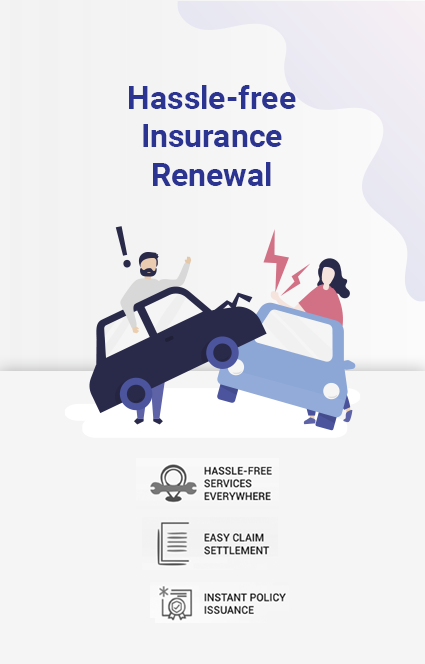 Hassle-free
Insurance
Renewal
HASSLE-FREE
SERVICES
EVERYWHERE
EASY CLAIM
SETTLEMENT
INSTANT POLICY
ISSUANCE